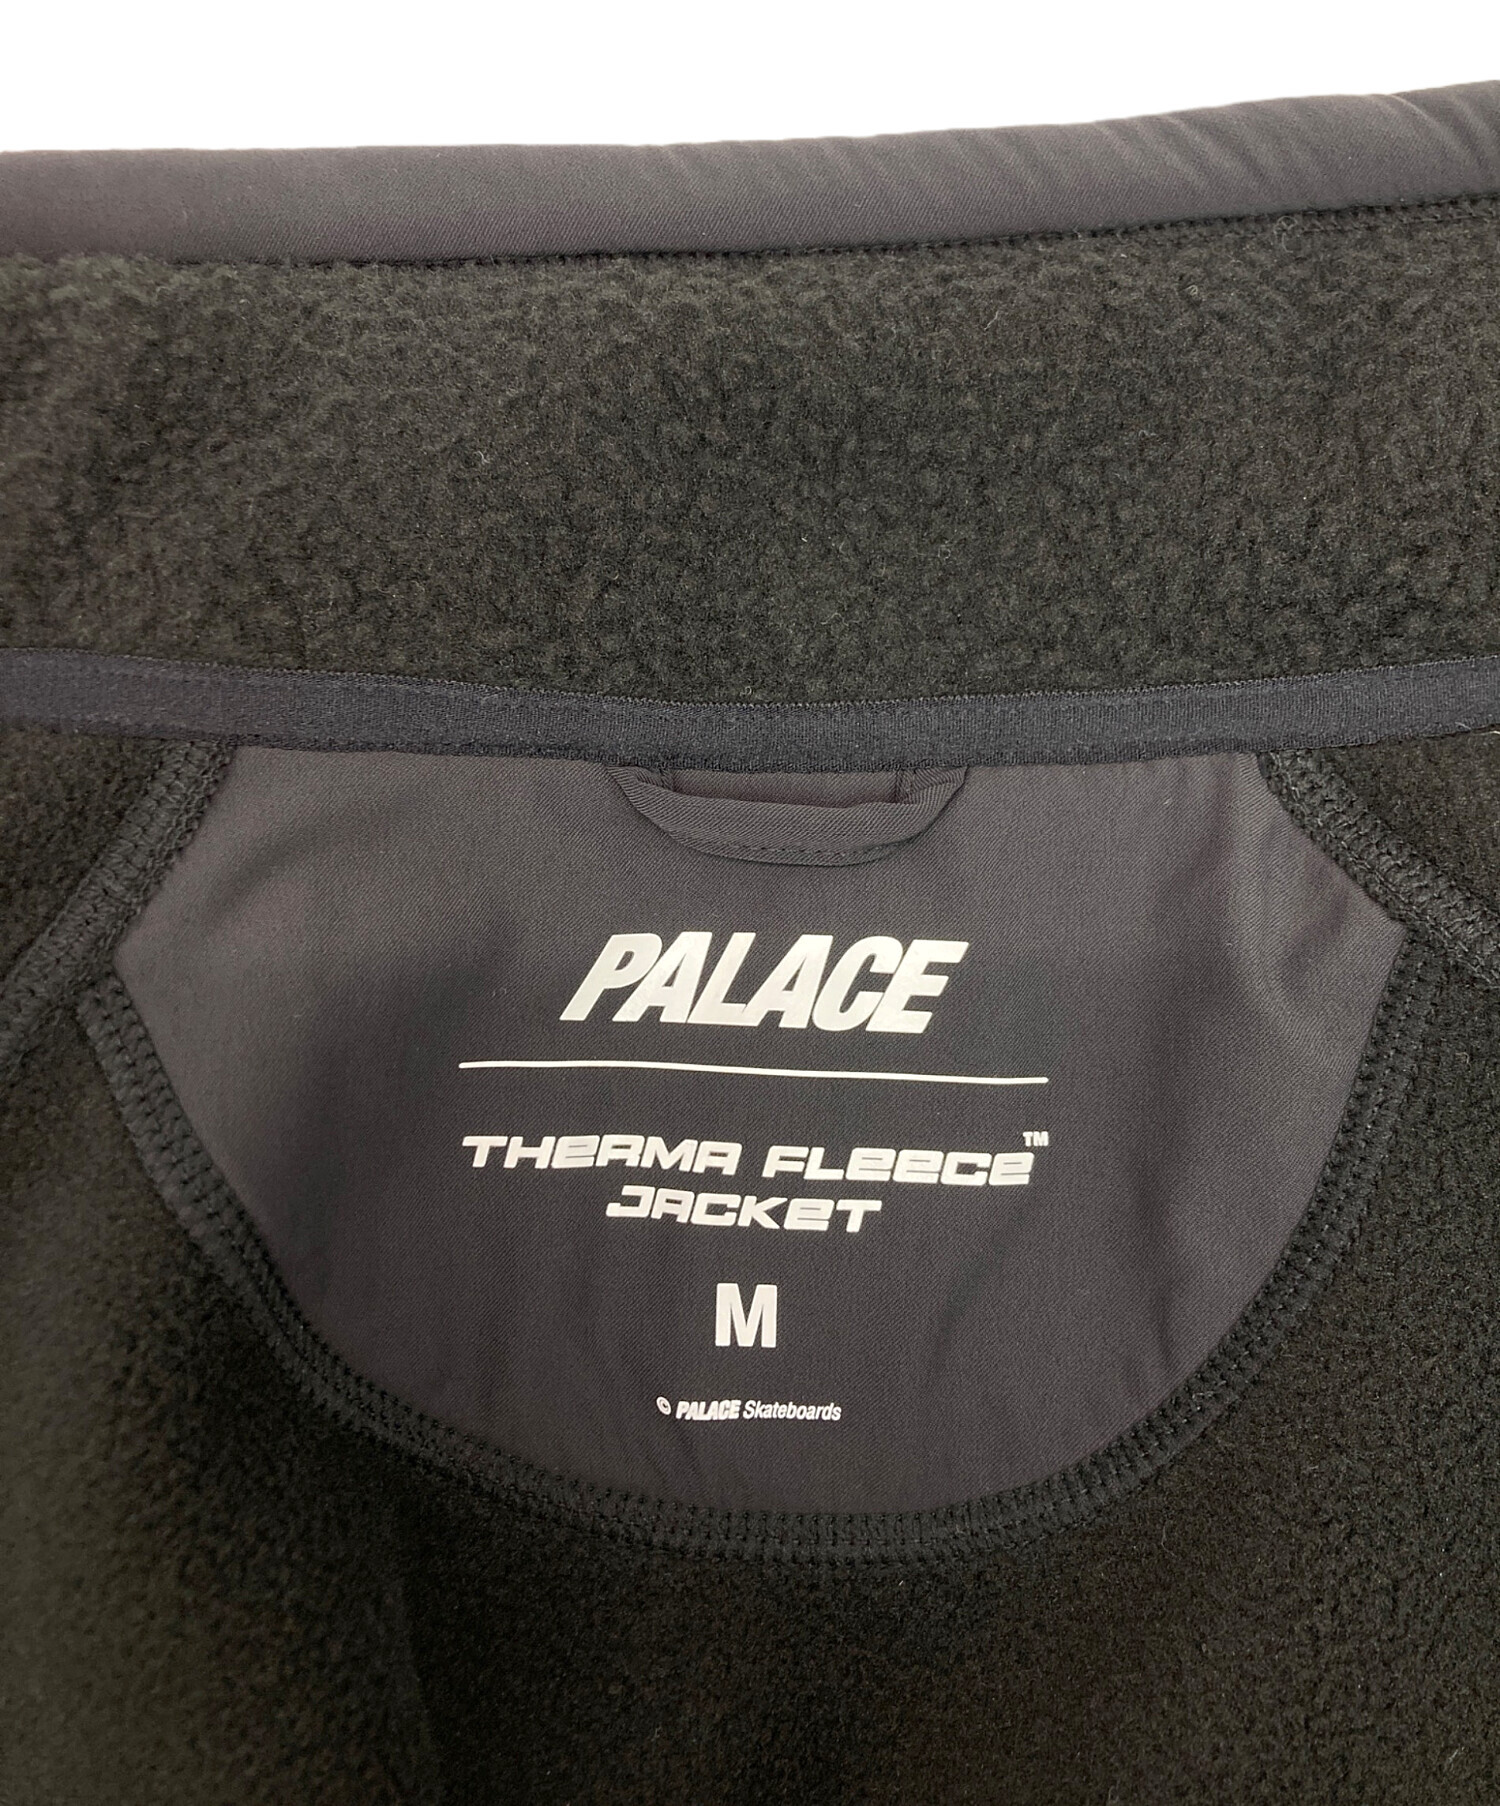 PALACE
THERMA FLEECE™
JACKET
M
© PALACE Skateboards